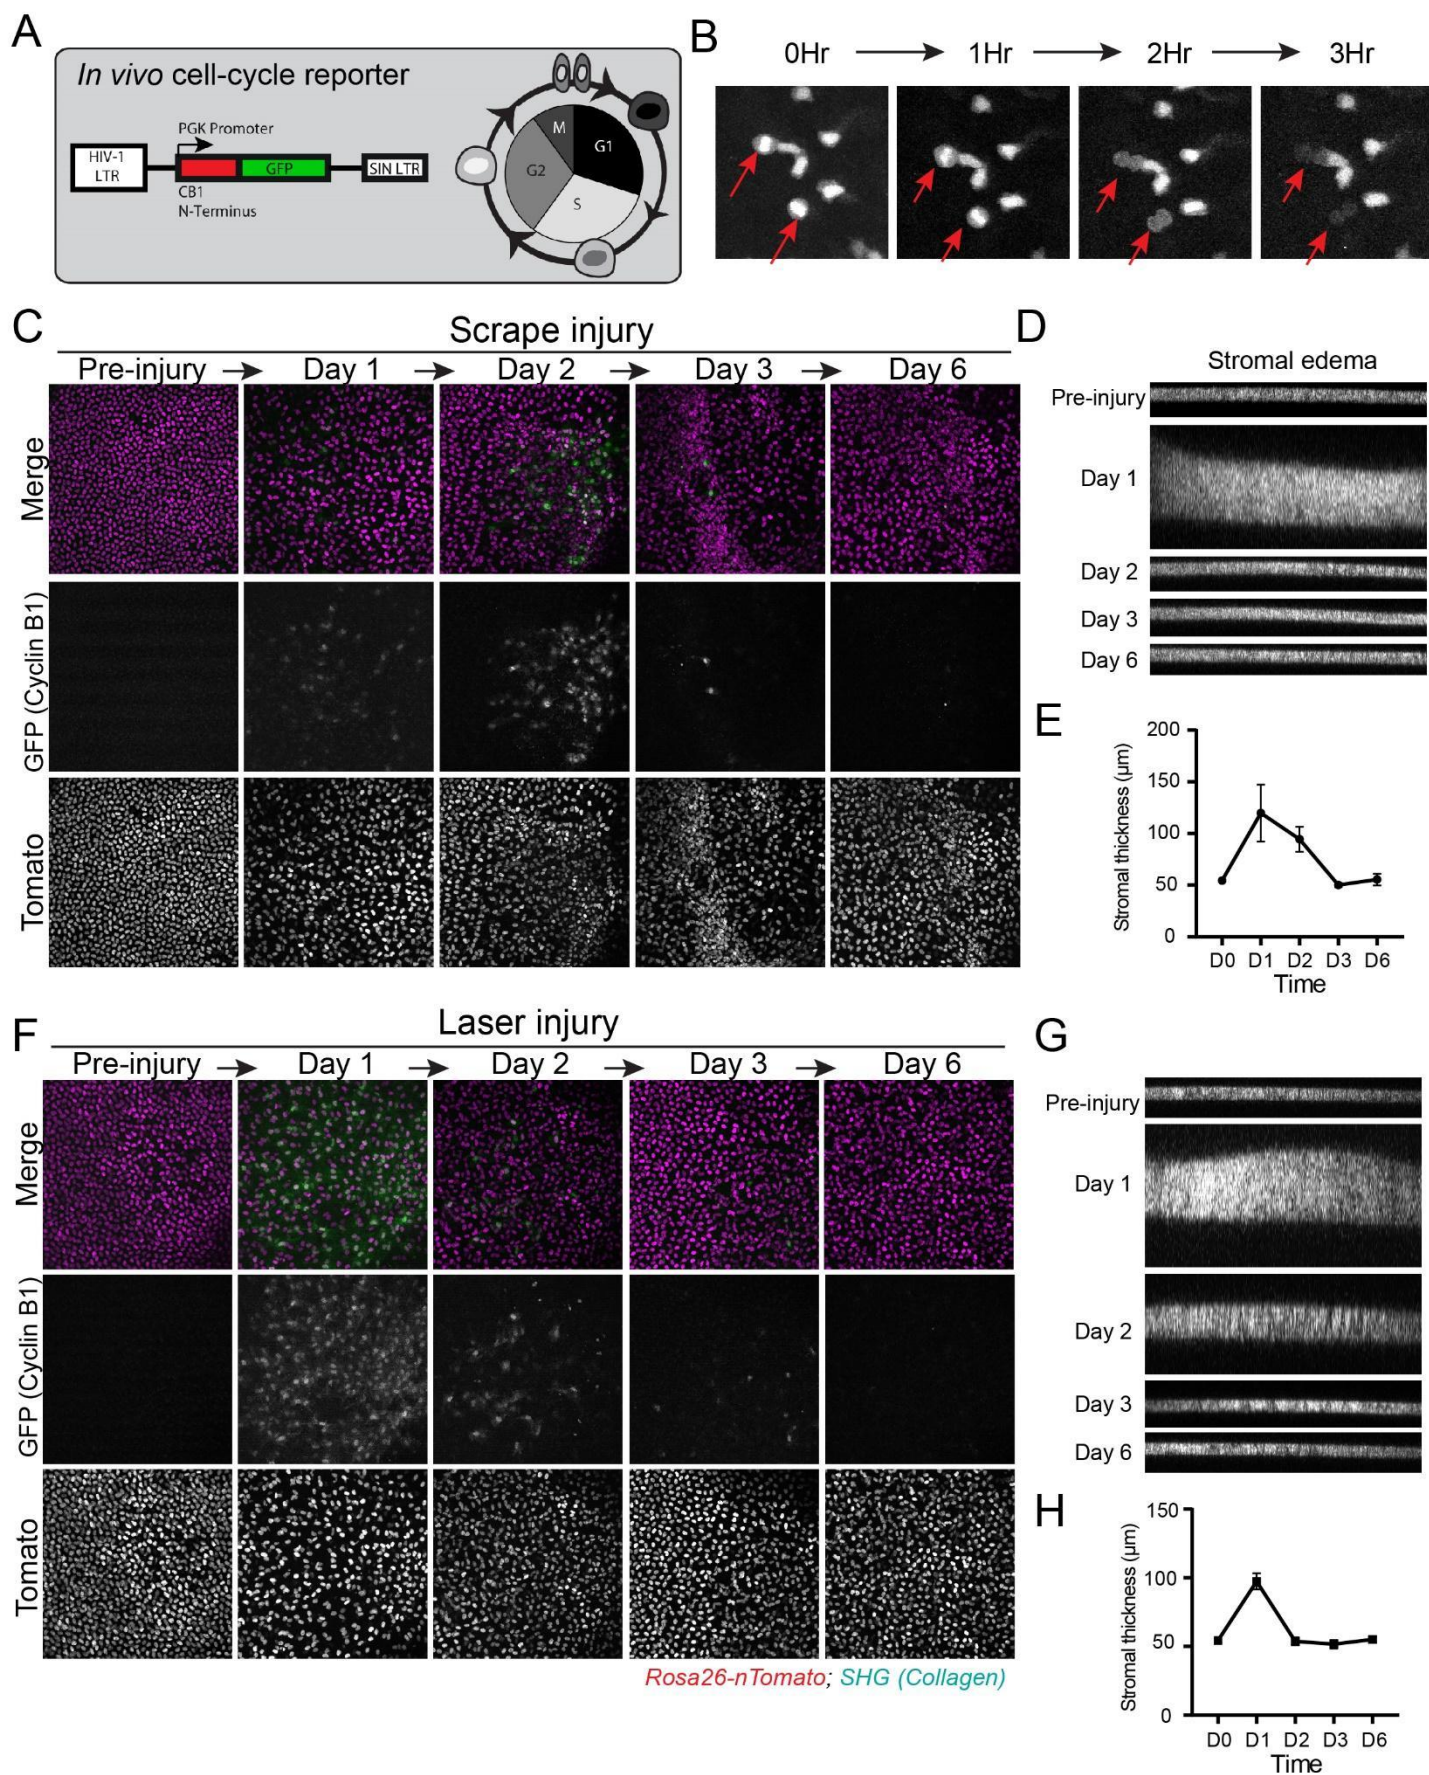 A
In vivo cell-cycle reporter
PGK Promoter
HIV-1
LTR
GFP
SIN LTR
CB1
N-Terminus
M
G1
G2
S
B
0Hr
1Hr
2Hr
3Hr
C
Scrape injury
Pre-injury
Day 1
Day 2
Day 3
Day 6
Merge
GFP (Cyclin B1)
Tomato
D
Stromal edema
Pre-injury
Day 1
Day 2
Day 3
Day 6
E
Stromal thickness (µm)
200
150
100
50
0
D0 D1 D2 D3 D6
Time
F
Laser injury
Pre-injury
Day 1
Day 2
Day 3
Day 6
Merge
GFP (Cyclin B1)
Tomato
Rosa26-nTomato; SHG (Collagen)
G
Pre-injury
Day 1
Day 2
Day 3
Day 6
H
Stromal thickness (µm)
150
100
50
0
D0 D1 D2 D3 D6
Time